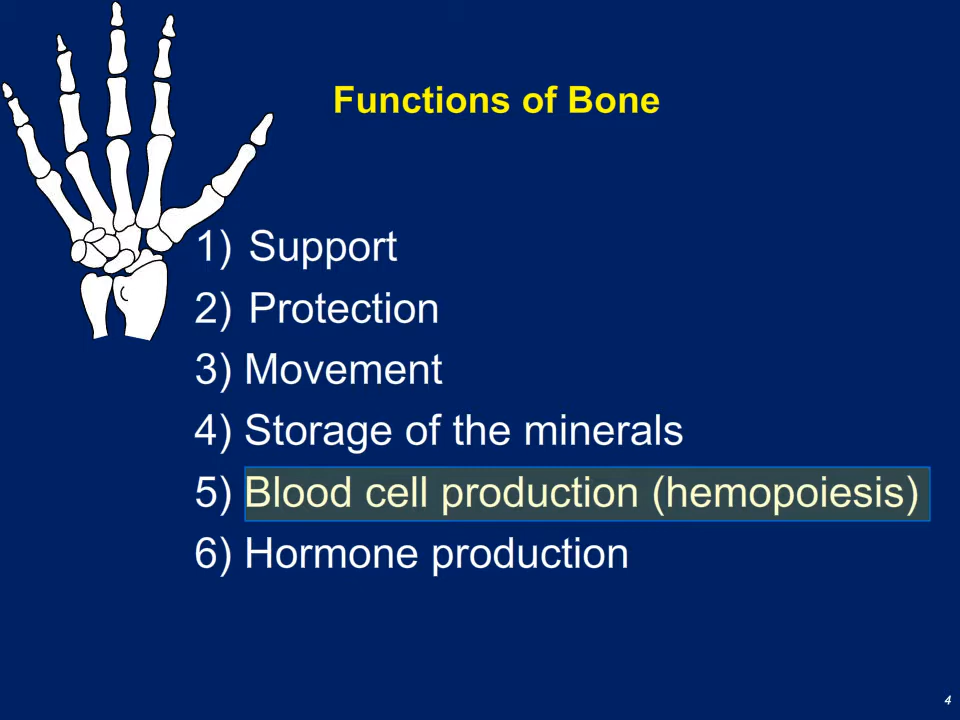 Functions of Bone
1) Support
2) Protection
3) Movement
4) Storage of the minerals
5) Blood cell production (hemopoiesis)
6) Hormone production
4